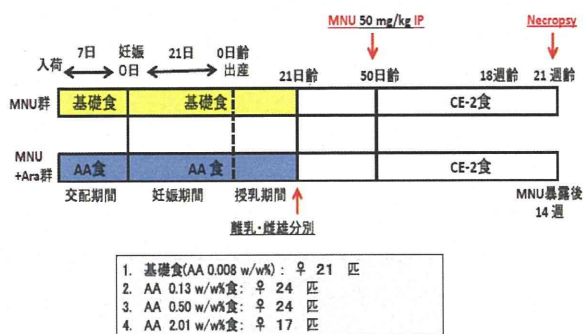 MNU 50 mg/kg IP
Necropsy
7日
妊娠
0日
21日
0日齢
出産
入荷
21日齢
50日齢
18週齢
21週齢
MNU群
基礎食
基礎食
CE-2食
MNU
+Ara群
AA食
AA食
CE-2食
交配期間
妊娠期間
授乳期間
MNU暴露後
14週
離乳・雌雄分別
1. 基礎食(AA 0.008 w/w%) : ♀ 21 匹
2. AA 0.13 w/w%食: ♀ 24 匹
3. AA 0.50 w/w%食: ♀ 24 匹
4. AA 2.01 w/w%食: ♀ 17 匹